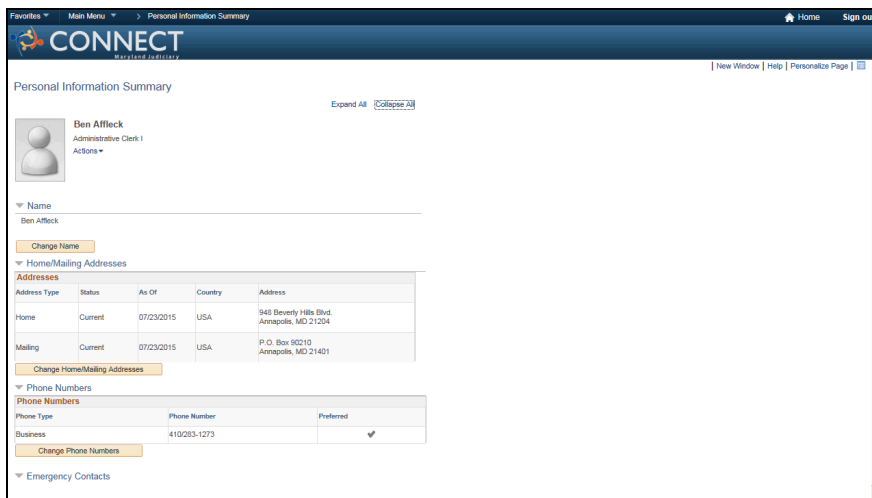 Favorites Main Menu > Personal Information Summary Home Sign ou
CONNECT
Maryland Judiciary
New Window | Help | Personalize Page |
Personal Information Summary
Expand All Collapse All
Ben Affleck
Administrative Clerk I
Actions
Name
Ben Affleck
Change Name
Home/Mailing Addresses
Addresses
Address Type Status As Of Country Address
Home Current 07/23/2015 USA 948 Beverly Hills Blvd.
Annapolis, MD 21204
Mailing Current 07/23/2015 USA P.O. Box 90210
Annapolis, MD 21401
Change Home/Mailing Addresses
Phone Numbers
Phone Numbers
Phone Type Phone Number Preferred
Business 410/283-1273
Change Phone Numbers
Emergency Contacts